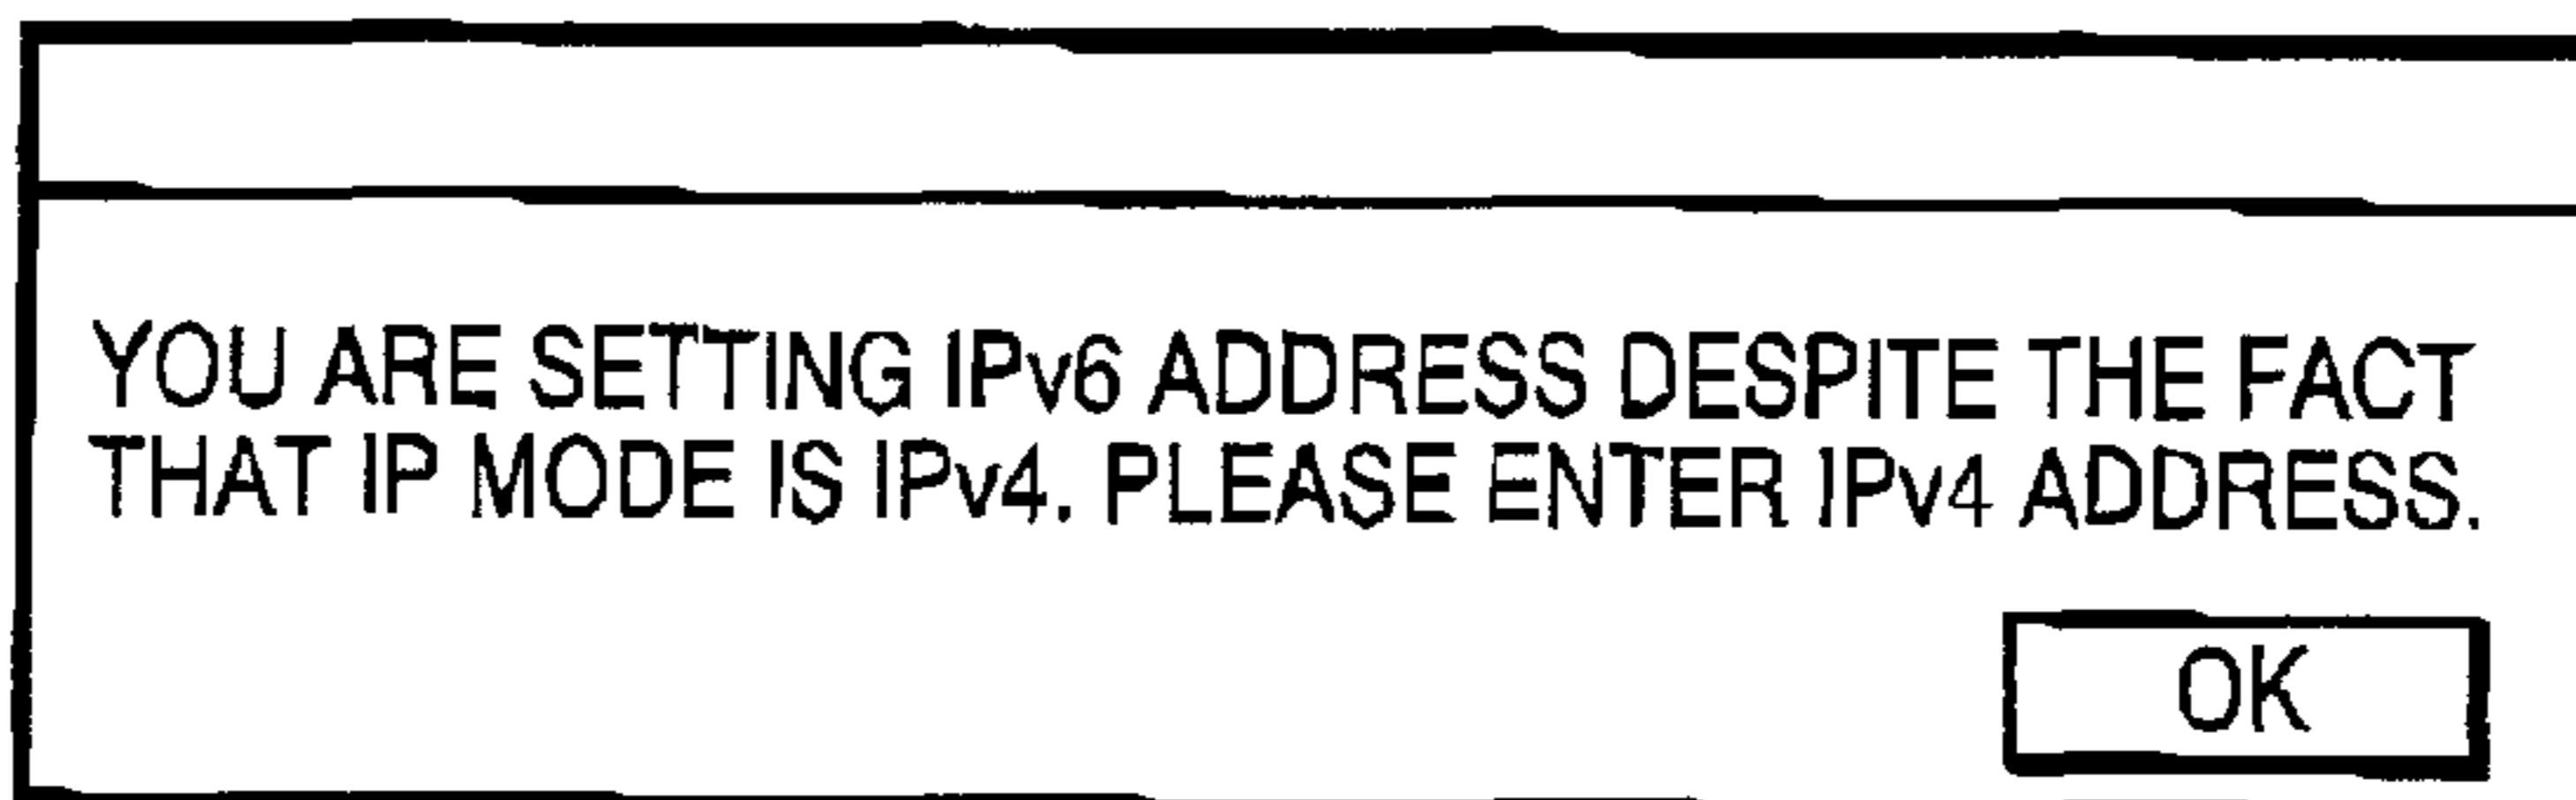 YOU ARE SETTING IPv6 ADDRESS DESPITE THE FACT
THAT IP MODE IS IPv4. PLEASE ENTER IPv4 ADDRESS.
OK